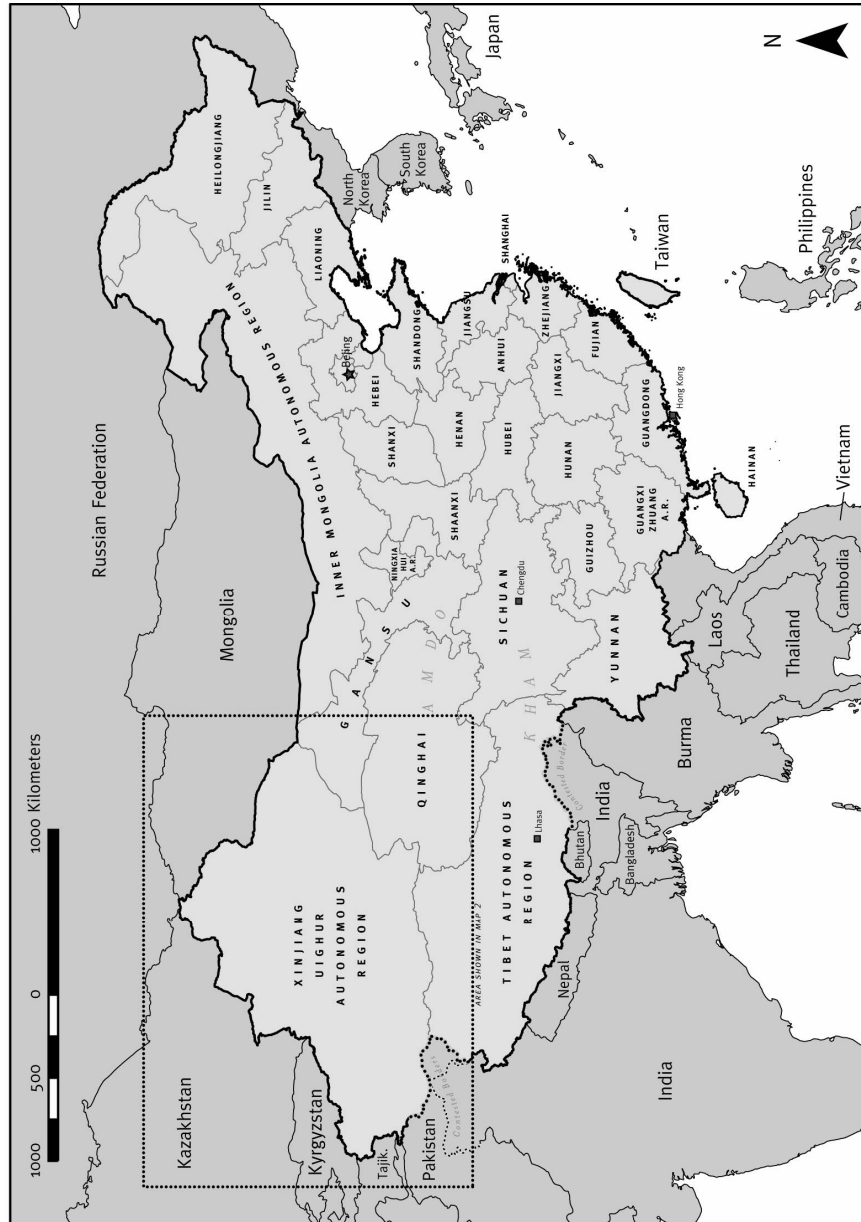 1000
500
0
1000 Kilometers
N
Russian Federation
Kazakhstan
Mongolia
Kyrgyzstan
Tajik.
Pakistan
Contested Borders
XINJIANG
UIGHUR
AUTONOMOUS
REGION
AREA SHOWN IN MAP 2
TIBET AUTONOMOUS
REGION
Lhasa
QINGHAI
GANSU
AMDO
KHAM
INNER MONGOLIA AUTONOMOUS REGION
HEILONGJIANG
JILIN
LIAONING
Beijing
HEBEI
SHANXI
SHANDONG
NINGXIA
HUI
A.R.
SHAANXI
HENAN
JIANGSU
ANHUI
SHANGHAI
HUBEI
SICHUAN
Chengdu
ZHEJIANG
JIANGXI
HUNAN
GUIZHOU
FUJIAN
YUNNAN
GUANGXI
ZHUANG
A.R.
GUANGDONG
Hong Kong
HAINAN
North
Korea
South
Korea
Japan
Taiwan
Philippines
Vietnam
Laos
Thailand
Cambodia
Burma
India
Contested Border
Bhutan
Bangladesh
Nepal
India